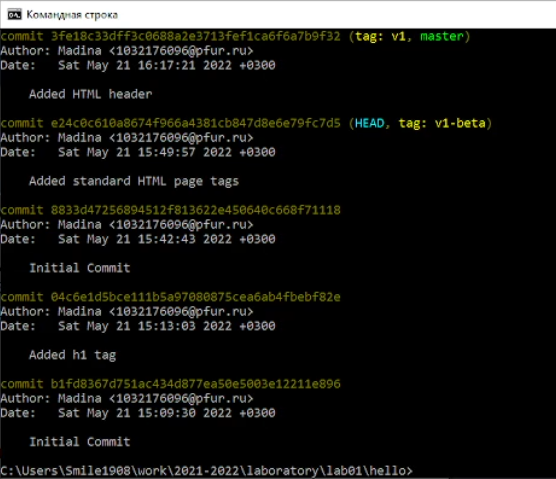 Командная строка
commit 3fe18c33dff3c0688a2e3713fef1ca6f6a7b9f32 (tag: v1, master)
Author: Madina <1032176096@pfur.ru>
Date:   Sat May 21 16:17:21 2022 +0300
    Added HTML header
commit e24c0c610a8674f966a4381cb847d8e6e79fc7d5 (HEAD, tag: v1-beta)
Author: Madina <1032176096@pfur.ru>
Date:   Sat May 21 15:49:57 2022 +0300
    Added standard HTML page tags
commit 8833d47256894512f813622e450640c668f71118
Author: Madina <1032176096@pfur.ru>
Date:   Sat May 21 15:42:43 2022 +0300
    Initial Commit
commit 04c6e1d5bce111b5a97080875cea6ab4fbebf82e
Author: Madina <1032176096@pfur.ru>
Date:   Sat May 21 15:13:03 2022 +0300
    Added h1 tag
commit b1fd8367d751ac434d877ea50e5003e12211e896
Author: Madina <1032176096@pfur.ru>
Date:   Sat May 21 15:09:30 2022 +0300
    Initial Commit
C:\Users\Smile1908\work\2021-2022\laboratory\lab01\hello>